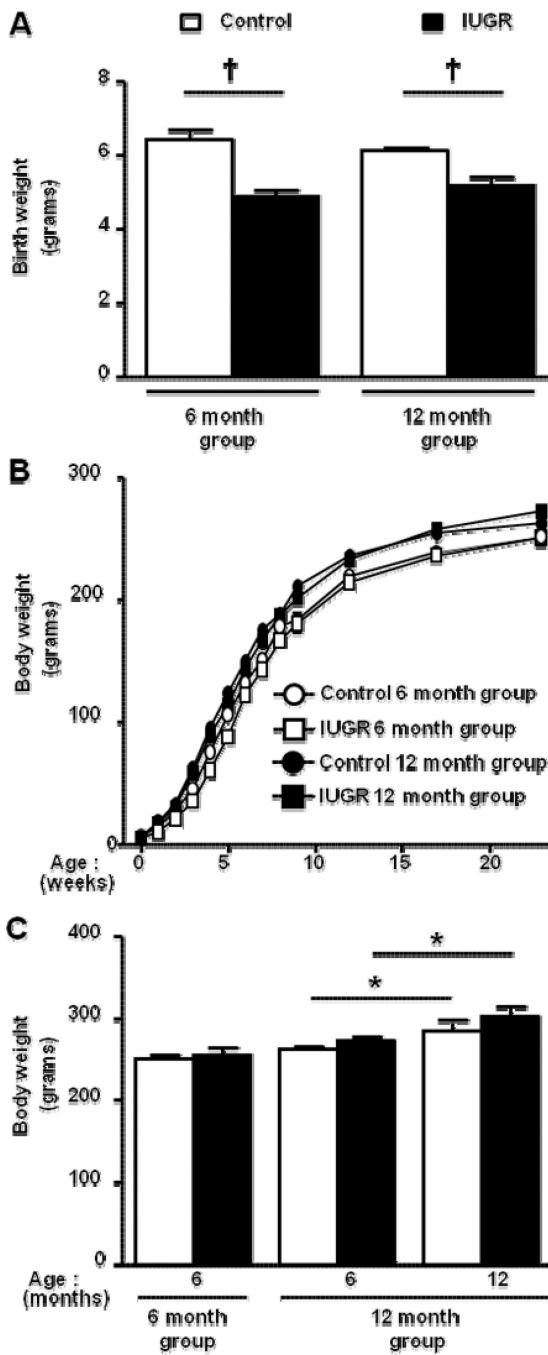 A
Control IUGR
† †
Birth weight
(grams)
8
6
4
2
0
6 month
group
12 month
group
B
Body weight
(grams)
300
200
100
0
Control 6 month group
IUGR 6 month group
Control 12 month group
IUGR 12 month group
Age :
(weeks)
0 5 10 15 20
C
Body weight
(grams)
400
300
200
100
0
* *
Age :
(months)
6 6 12
6 month
group
12 month
group